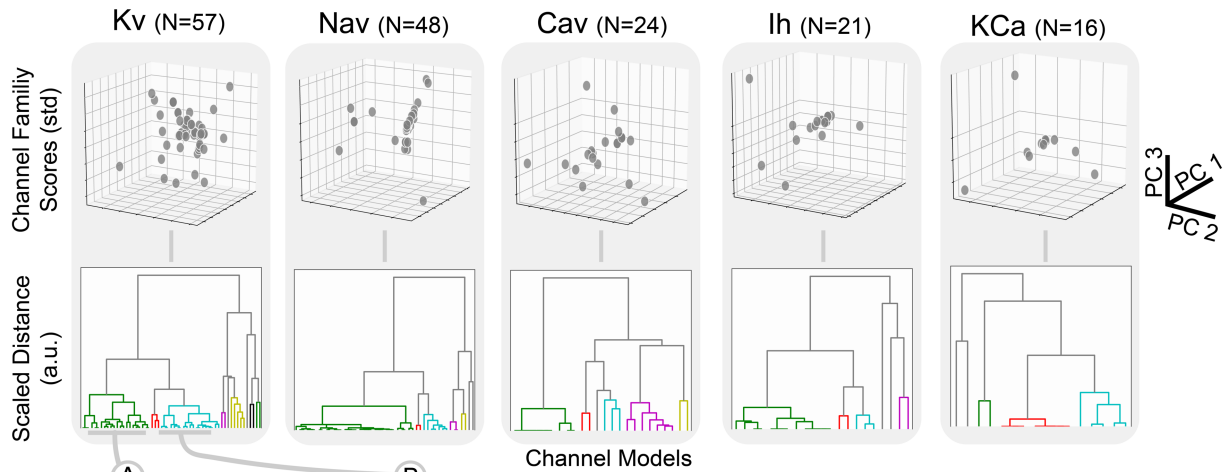 Kv (N=57)
Nav (N=48)
Cav (N=24)
Ih (N=21)
KCa (N=16)
Channel Familiy
Scores (std)
PC 3
PC 1
PC 2
Scaled Distance
(a.u.)
Channel Models
A
B